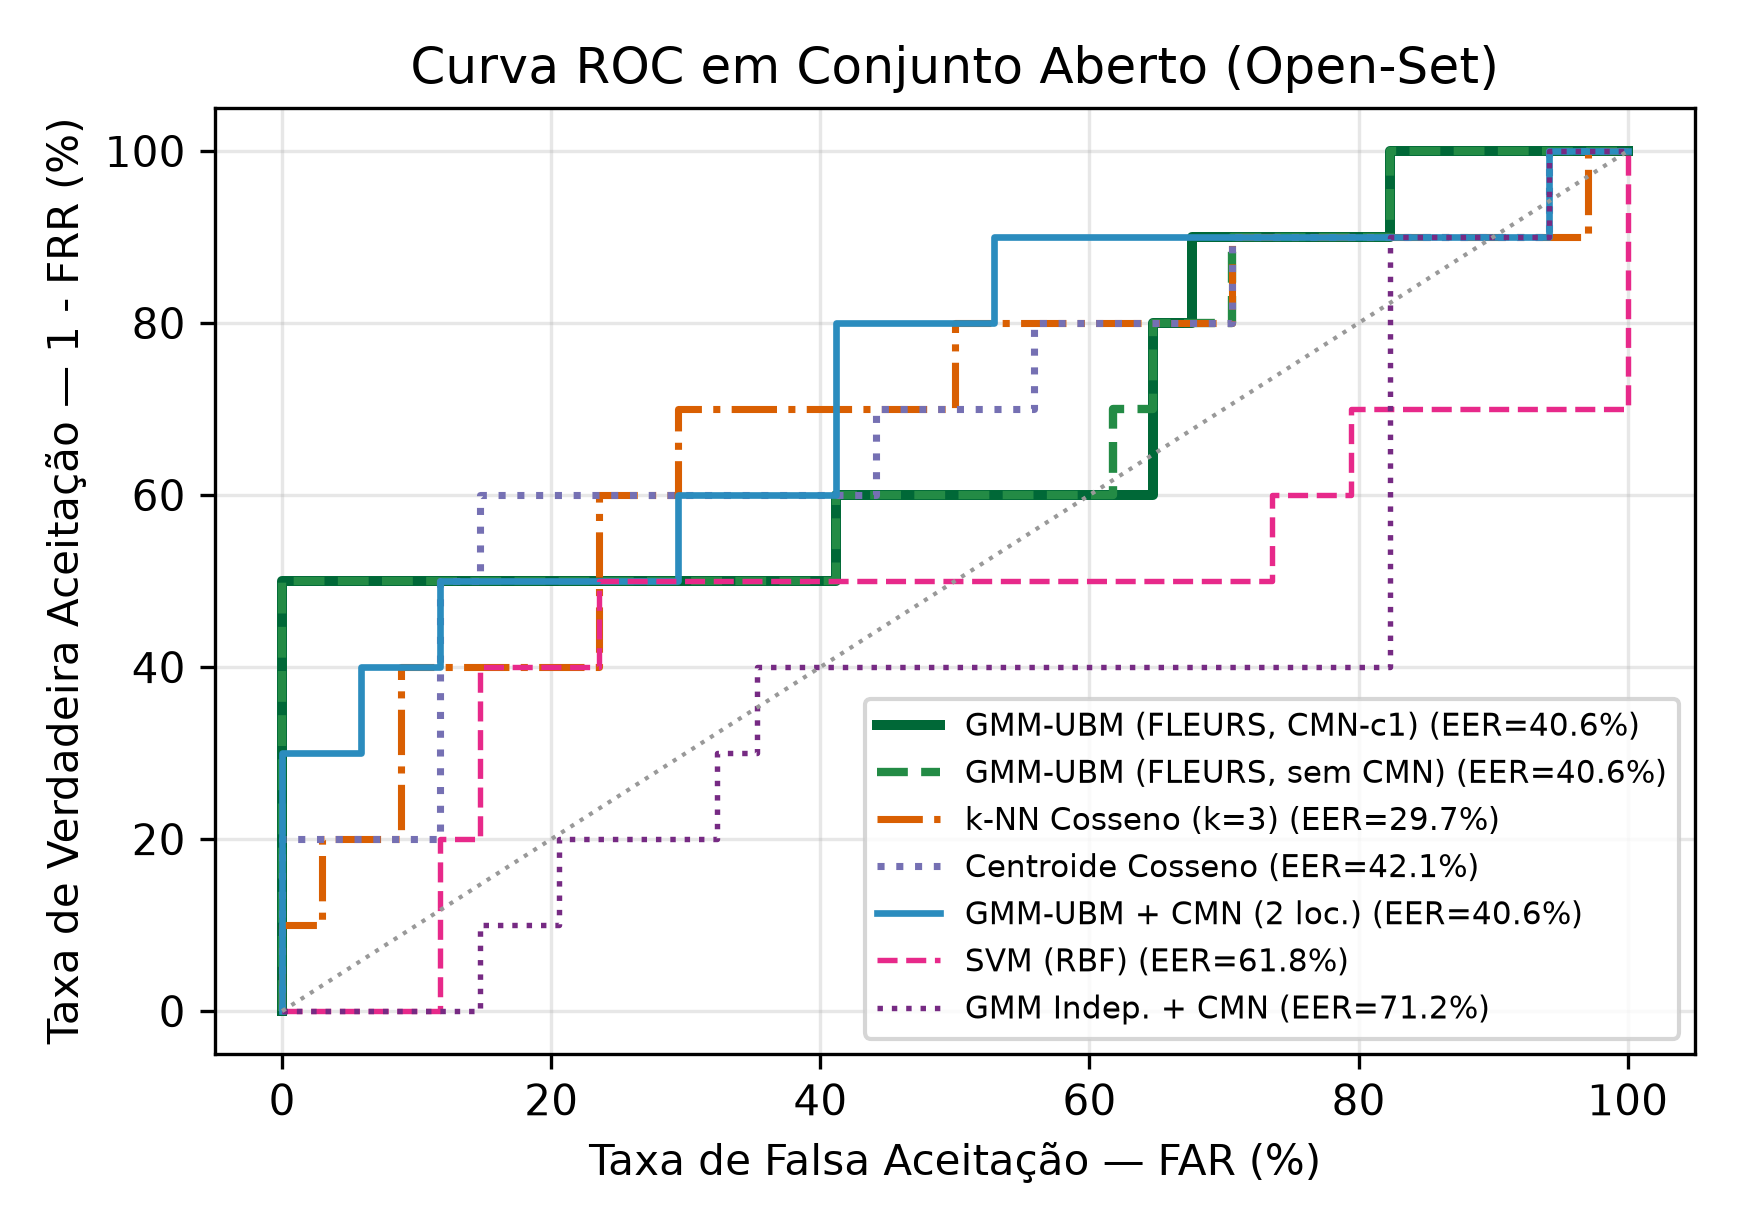 Curva ROC em Conjunto Aberto (Open-Set)
Taxa de Verdadeira Aceitação — 1 - FRR (%)
100
80
60
40
20
0
GMM-UBM (FLEURS, CMN-c1) (EER=40.6%)
GMM-UBM (FLEURS, sem CMN) (EER=40.6%)
k-NN Cosseno (k=3) (EER=29.7%)
Centroide Cosseno (EER=42.1%)
GMM-UBM + CMN (2 loc.) (EER=40.6%)
SVM (RBF) (EER=61.8%)
GMM Indep. + CMN (EER=71.2%)
0 20 40 60 80 100
Taxa de Falsa Aceitação — FAR (%)